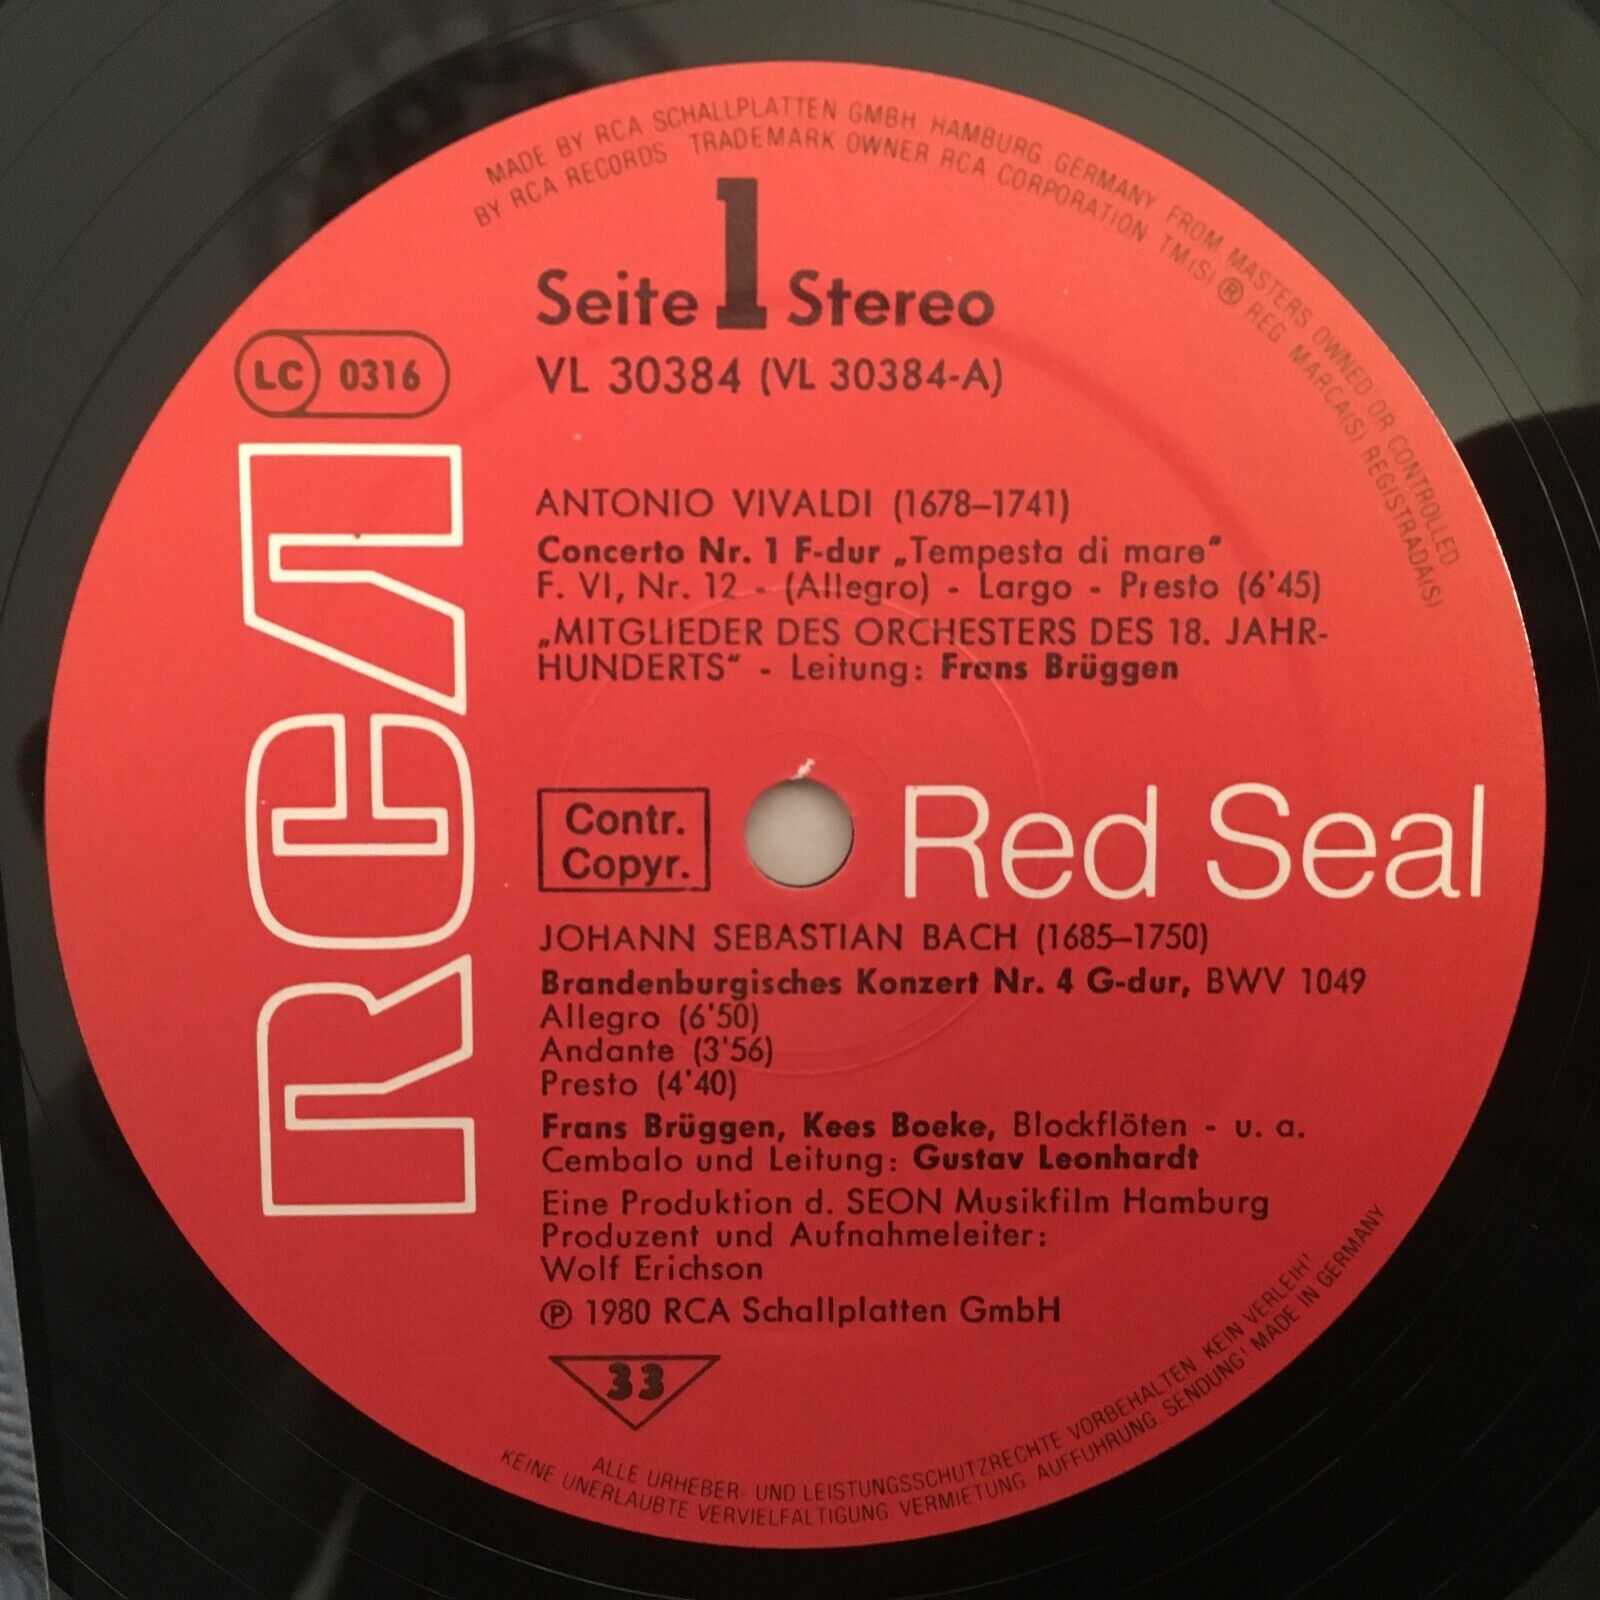 MADE BY RCA SCHALLPLATTEN GMBH HAMBURG GERMANY FROM MASTERS OWNED OR CONTROLLED
BY RCA RECORDS TRADEMARK OWNER RCA CORPORATION TM(S) ® REG MARCA(S) REGISTRADA(S)
Seite 1 Stereo
VL 30384 (VL 30384-A)
LC 0316
RCA
ANTONIO VIVALDI (1678–1741)
Concerto Nr. 1 F-dur „Tempesta di mare“
F. VI, Nr. 12 - (Allegro) - Largo - Presto (6'45)
„MITGLIEDER DES ORCHESTERS DES 18. JAHR-
HUNDERTS“ - Leitung: Frans Brüggen
Contr.
Copyr.
Red Seal
JOHANN SEBASTIAN BACH (1685–1750)
Brandenburgisches Konzert Nr. 4 G-dur, BWV 1049
Allegro (6'50)
Andante (3'56)
Presto (4'40)
Frans Brüggen, Kees Boeke, Blockflöten - u. a.
Cembalo und Leitung: Gustav Leonhardt
Eine Produktion d. SEON Musikfilm Hamburg
Produzent und Aufnahmeleiter:
Wolf Erichson
℗ 1980 RCA Schallplatten GmbH
33
ALLE URHEBER- UND LEISTUNGSSCHUTZRECHTE VORBEHALTEN. KEIN VERLEIH!
KEINE UNERLAUBTE VERVIELFALTIGUNG VERMIETUNG AUFFUHRUNG SENDUNG! MADE IN GERMANY